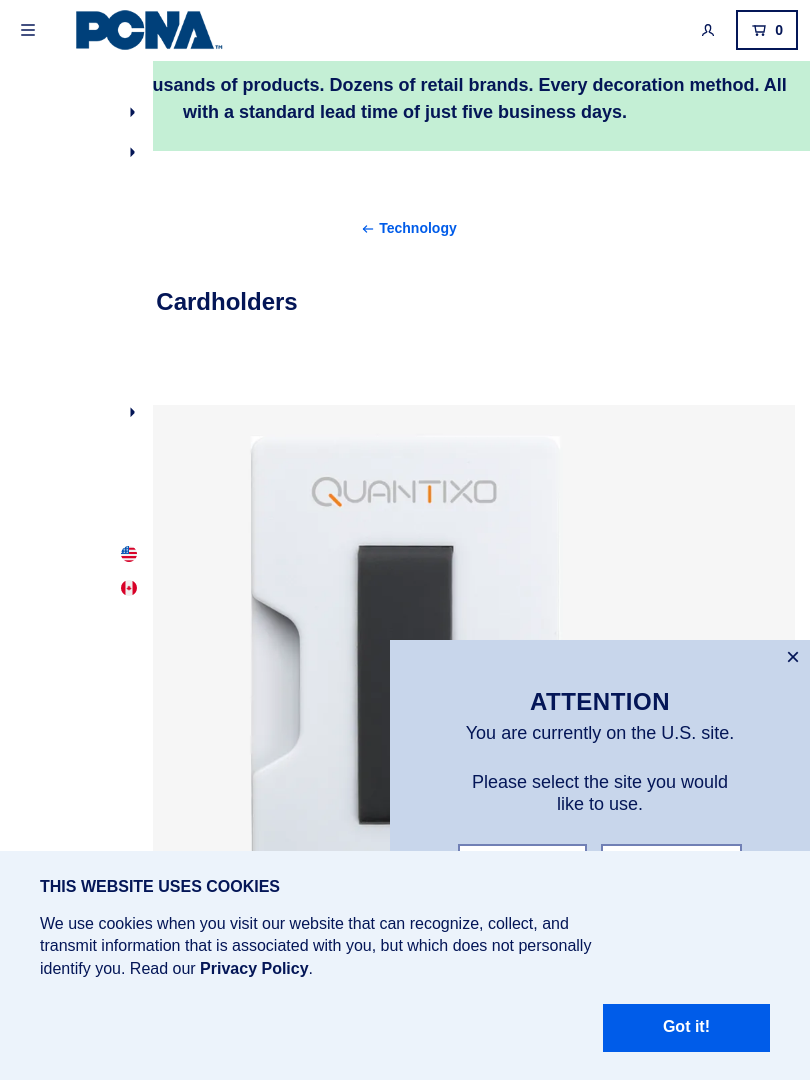 PCNA
TM
0
usands of products. Dozens of retail brands. Every decoration method. All
with a standard lead time of just five business days.
← Technology
Cardholders
QUANTIXO
ATTENTION
You are currently on the U.S. site.
Please select the site you would
like to use.
THIS WEBSITE USES COOKIES
We use cookies when you visit our website that can recognize, collect, and
transmit information that is associated with you, but which does not personally
identify you. Read our Privacy Policy.
Got it!